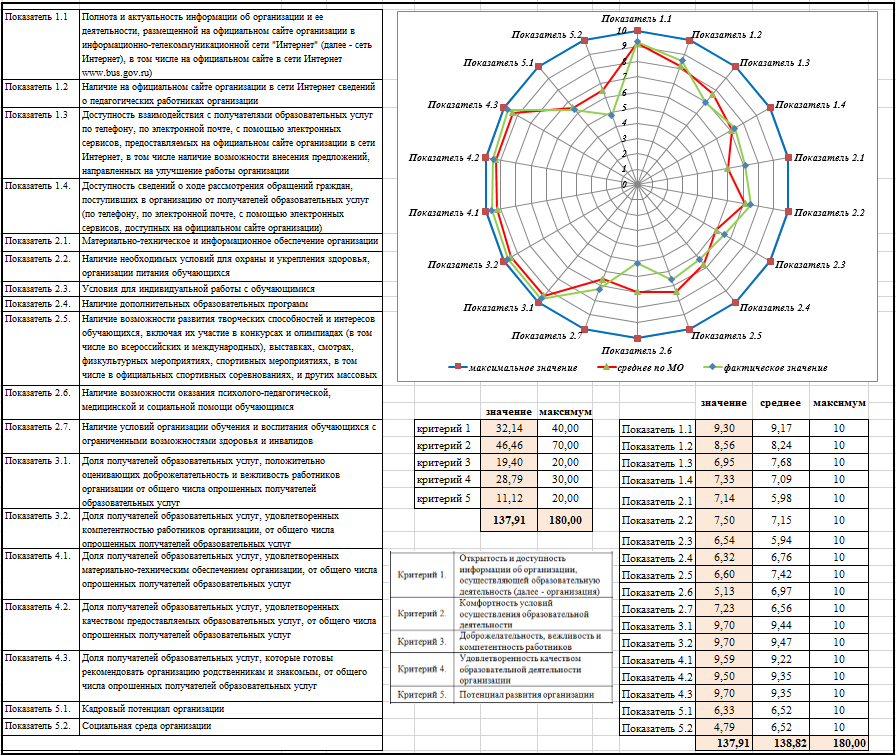 Показатель 1.1
Полнота и актуальность информации об организации и ее
деятельности, размещенной на официальном сайте организации в
информационно-телекоммуникационной сети "Интернет" (далее - сеть
Интернет), в том числе на официальном сайте в сети Интернет
www.bus.gov.ru)
Показатель 1.2
Наличие на официальном сайте организации в сети Интернет сведений
о педагогических работниках организации
Показатель 1.3
Доступность взаимодействия с получателями образовательных услуг
по телефону, по электронной почте, с помощью электронных
сервисов, предоставляемых на официальном сайте организации в сети
Интернет, в том числе наличие возможности внесения предложений,
направленных на улучшение работы организации
Показатель 1.4.
Доступность сведений о ходе рассмотрения обращений граждан,
поступивших в организацию от получателей образовательных услуг
(по телефону, по электронной почте, с помощью электронных
сервисов, доступных на официальном сайте организации)
Показатель 2.1.
Материально-техническое и информационное обеспечение организации
Показатель 2.2.
Наличие необходимых условий для охраны и укрепления здоровья,
организации питания обучающихся
Показатель 2.3.
Условия для индивидуальной работы с обучающимися
Показатель 2.4.
Наличие дополнительных образовательных программ
Показатель 2.5.
Наличие возможности развития творческих способностей и интересов
обучающихся, включая их участие в конкурсах и олимпиадах (в том
числе во всероссийских и международных), выставках, смотрах,
физкультурных мероприятиях, спортивных мероприятиях, в том
числе в официальных спортивных соревнованиях, и других массовых
Показатель 2.6.
Наличие возможности оказания психолого-педагогической,
медицинской и социальной помощи обучающимся
Показатель 2.7.
Наличие условий организации обучения и воспитания обучающихся с
ограниченными возможностями здоровья и инвалидов
Показатель 3.1.
Доля получателей образовательных услуг, положительно
оценивающих доброжелательность и вежливость работников
организации от общего числа опрошенных получателей
образовательных услуг
Показатель 3.2.
Доля получателей образовательных услуг, удовлетворенных
компетентностью работников организации, от общего числа
опрошенных получателей образовательных услуг
Показатель 4.1.
Доля получателей образовательных услуг, удовлетворенных
материально-техническим обеспечением организации, от общего числа
опрошенных получателей образовательных услуг
Показатель 4.2.
Доля получателей образовательных услуг, удовлетворенных
качеством предоставляемых образовательных услуг, от общего числа
опрошенных получателей образовательных услуг
Показатель 4.3.
Доля получателей образовательных услуг, которые готовы
рекомендовать организацию родственникам и знакомым, от общего
числа опрошенных получателей образовательных услуг
Показатель 5.1.
Кадровый потенциал организации
Показатель 5.2.
Социальная среда организации
Показатель 1.1
Показатель 1.2
Показатель 1.3
Показатель 1.4
Показатель 2.1
Показатель 2.2
Показатель 2.3
Показатель 2.4
Показатель 2.5
Показатель 2.6
Показатель 2.7
Показатель 3.1
Показатель 3.2
Показатель 4.1
Показатель 4.2
Показатель 4.3
Показатель 5.1
Показатель 5.2
10
9
8
7
6
5
4
3
2
1
0
максимальное значение среднее по МО фактическое значение
значение максимум
критерий 1 32,14 40,00
критерий 2 46,46 70,00
критерий 3 19,40 20,00
критерий 4 28,79 30,00
критерий 5 11,12 20,00
137,91 180,00
Критерий 1.
Открытость и доступность
информации об организации,
осуществляющей образовательную
деятельность (далее - организация)
Критерий 2.
Комфортность условий
осуществления образовательной
деятельности
Критерий 3.
Доброжелательность, вежливость и
компетентность работников
Критерий 4.
Удовлетворенность качеством
образовательной деятельности
организации
Критерий 5.
Потенциал развития организации
значение среднее максимум
Показатель 1.1 9,30 9,17 10
Показатель 1.2 8,56 8,24 10
Показатель 1.3 6,95 7,68 10
Показатель 1.4 7,33 7,09 10
Показатель 2.1 7,14 5,98 10
Показатель 2.2 7,50 7,15 10
Показатель 2.3 6,54 5,94 10
Показатель 2.4 6,32 6,76 10
Показатель 2.5 6,60 7,42 10
Показатель 2.6 5,13 6,97 10
Показатель 2.7 7,23 6,56 10
Показатель 3.1 9,70 9,44 10
Показатель 3.2 9,70 9,47 10
Показатель 4.1 9,59 9,22 10
Показатель 4.2 9,50 9,35 10
Показатель 4.3 9,70 9,35 10
Показатель 5.1 6,33 6,52 10
Показатель 5.2 4,79 6,52 10
137,91 138,82 180,00